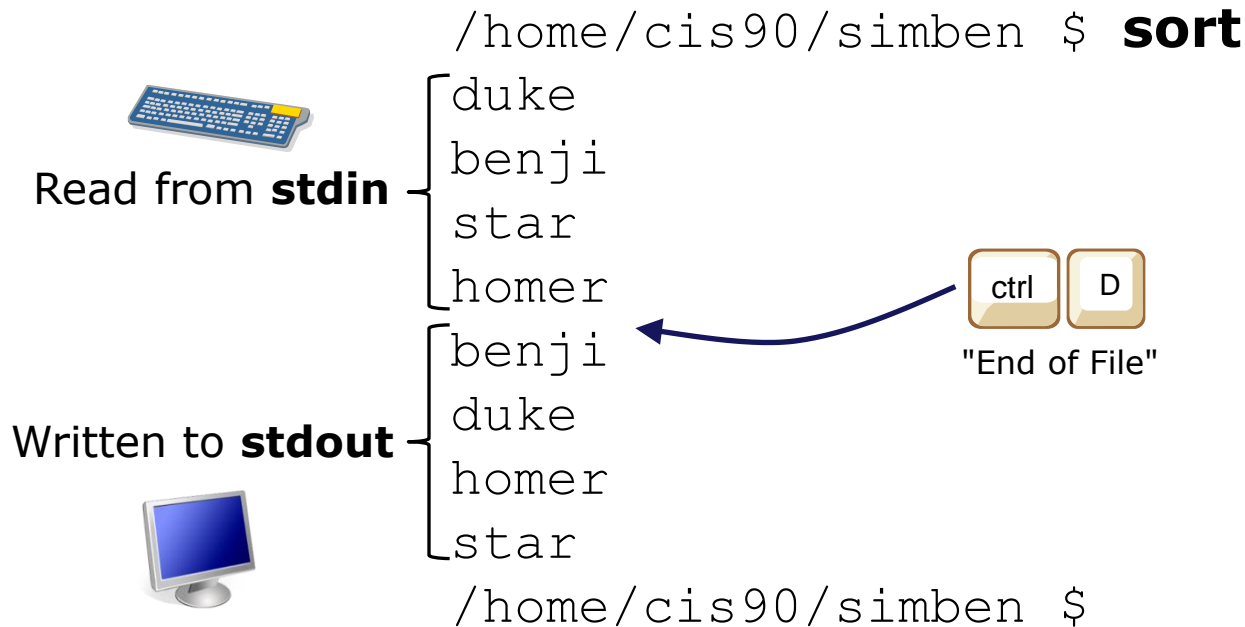 /home/cis90/simben $ sort
duke
benji
Read from stdin
star
homer
ctrl D
benji
"End of File"
duke
Written to stdout
homer
star
/home/cis90/simben $